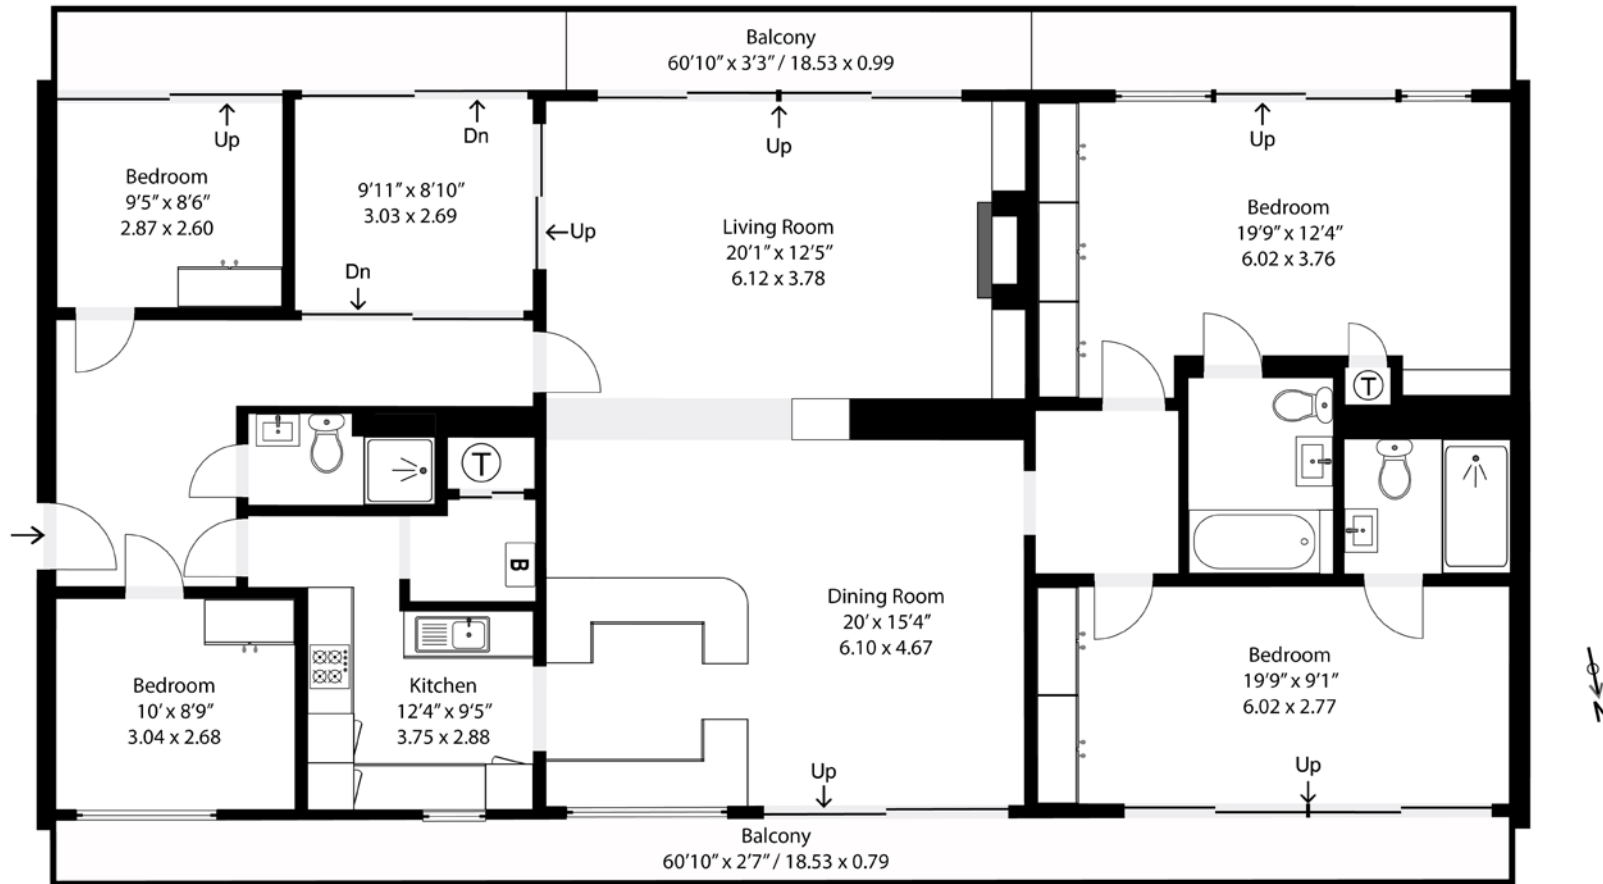 Balcony
60'10" x 3'3" / 18.53 x 0.99
Up
Dn
Up
Up
Bedroom
9'5" x 8'6"
2.87 x 2.60
9'11" x 8'10"
3.03 x 2.69
Up
Living Room
20'1" x 12'5"
6.12 x 3.78
Bedroom
19'9" x 12'4"
6.02 x 3.76
Dn
T
T
B
Dining Room
20' x 15'4"
6.10 x 4.67
Bedroom
10' x 8'9"
3.04 x 2.68
Kitchen
12'4" x 9'5"
3.75 x 2.88
Bedroom
19'9" x 9'1"
6.02 x 2.77
N
Up
Up
Balcony
60'10" x 2'7" / 18.53 x 0.79